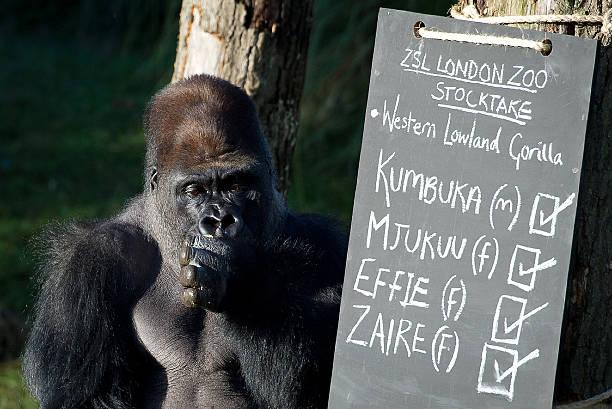 ZSL LONDON ZOO
STOCKTAKE
• Western Lowland Gorilla
KUMBUKA (m) ☑
MJUKUU (f) ☑
EFFIE (f) ☑
ZAIRE (f) ☑